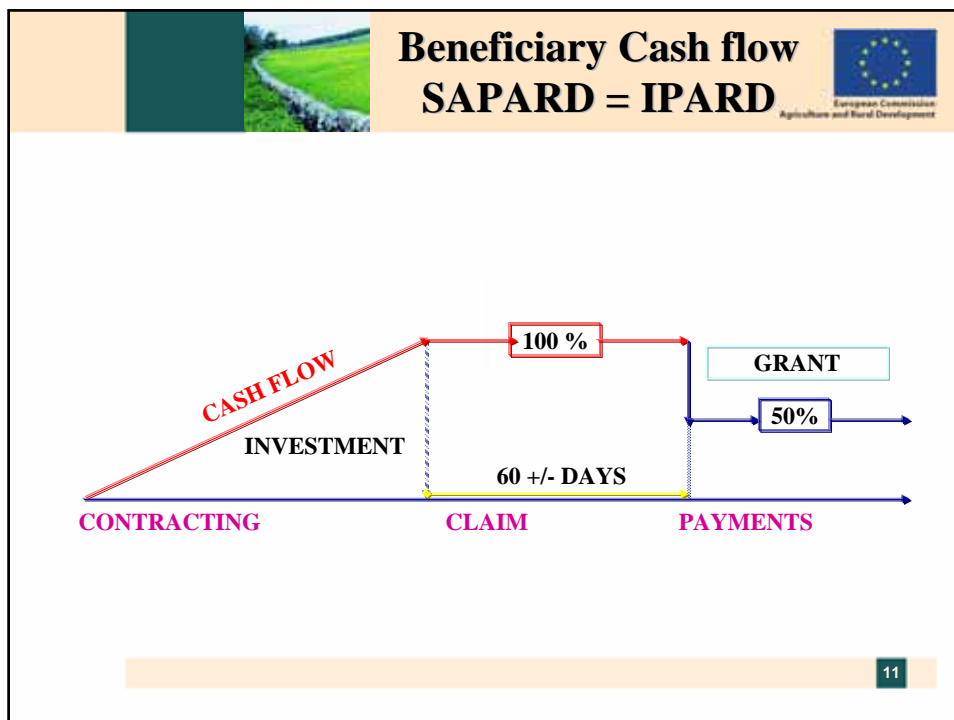 Beneficiary Cash flow
SAPARD = IPARD
European Commission
Agriculture and Rural Development
100 %
GRANT
CASH FLOW
50%
INVESTMENT
60 +/- DAYS
CONTRACTING
CLAIM
PAYMENTS
11